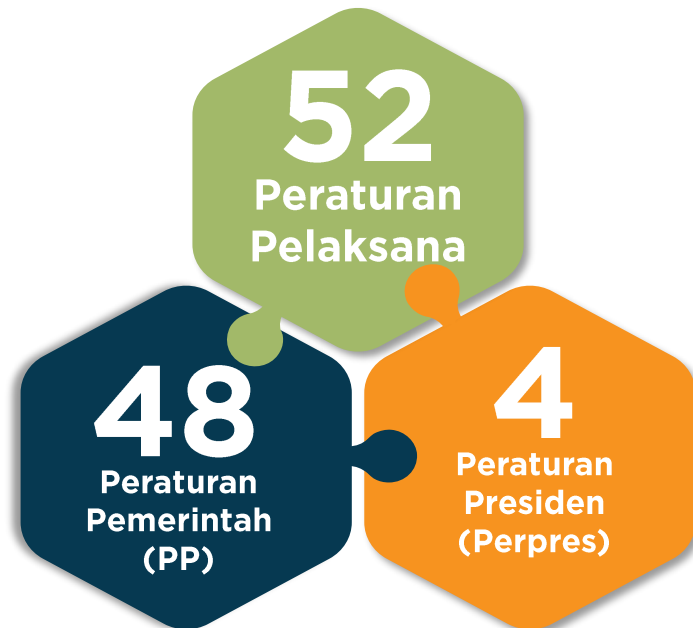 52
Peraturan
Pelaksana
48
Peraturan
Pemerintah
(PP)
4
Peraturan
Presiden
(Perpres)